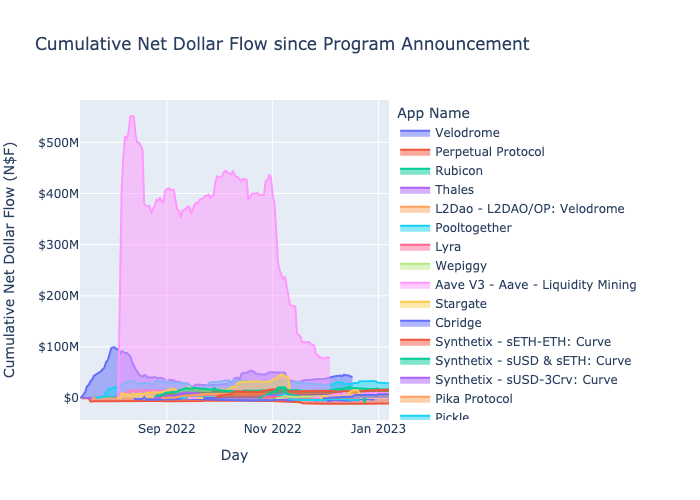 Cumulative Net Dollar Flow since Program Announcement
App Name
Velodrome
Perpetual Protocol
Rubicon
Thales
L2Dao - L2DAO/OP: Velodrome
Pooltogether
Lyra
Wepiggy
Aave V3 - Aave - Liquidity Mining
Stargate
Cbridge
Synthetix - sETH-ETH: Curve
Synthetix - sUSD & sETH: Curve
Synthetix - sUSD-3Crv: Curve
Pika Protocol
Pickle
Cumulative Net Dollar Flow (N$F)
$500M
$400M
$300M
$200M
$100M
$0
Sep 2022
Nov 2022
Jan 2023
Day